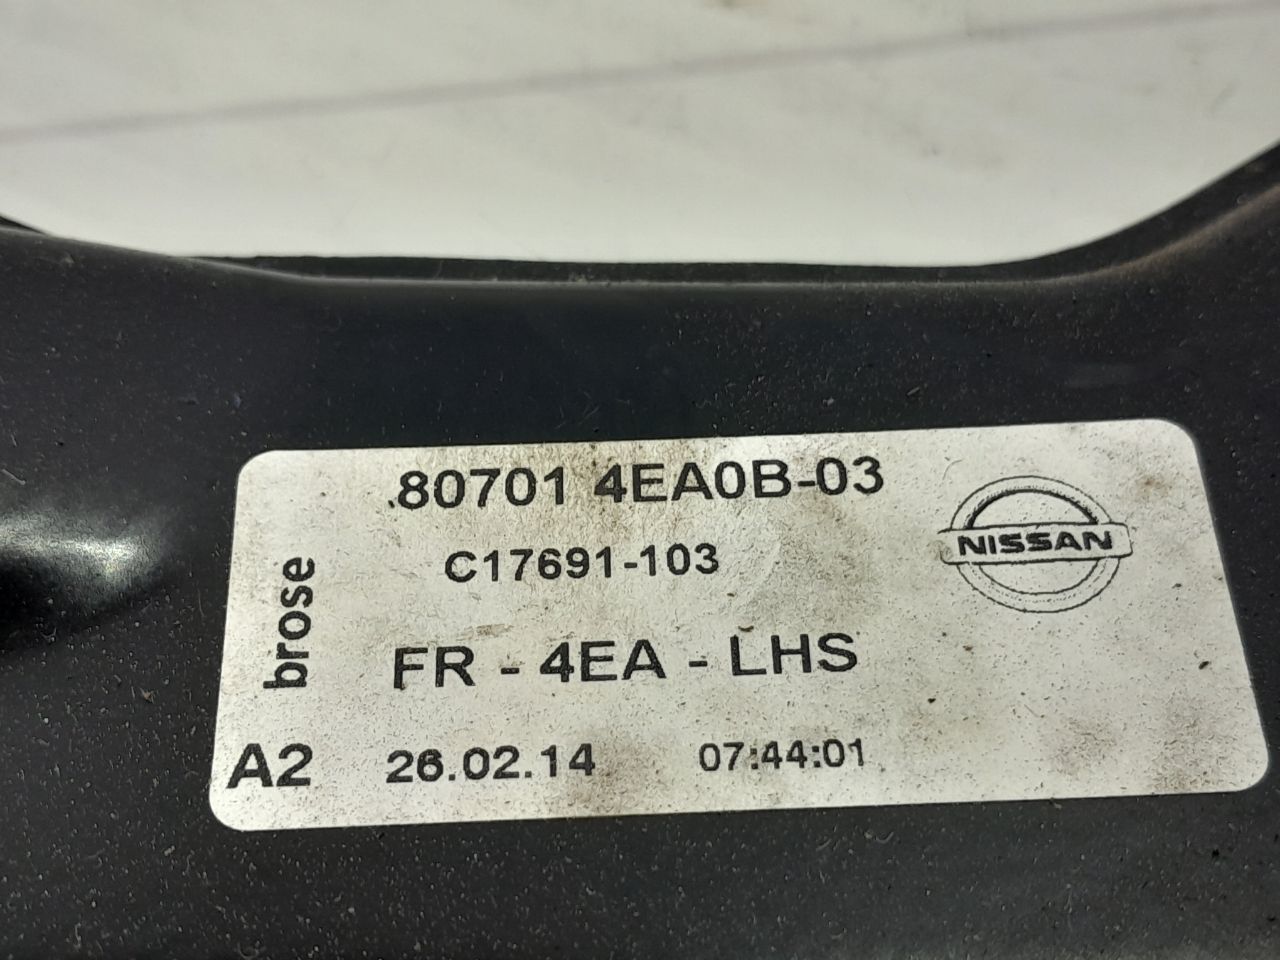 .80701 4EA0B-03
C17691-103
NISSAN
brose
FR - 4EA - LHS
A2 26.02.14 07:44:01